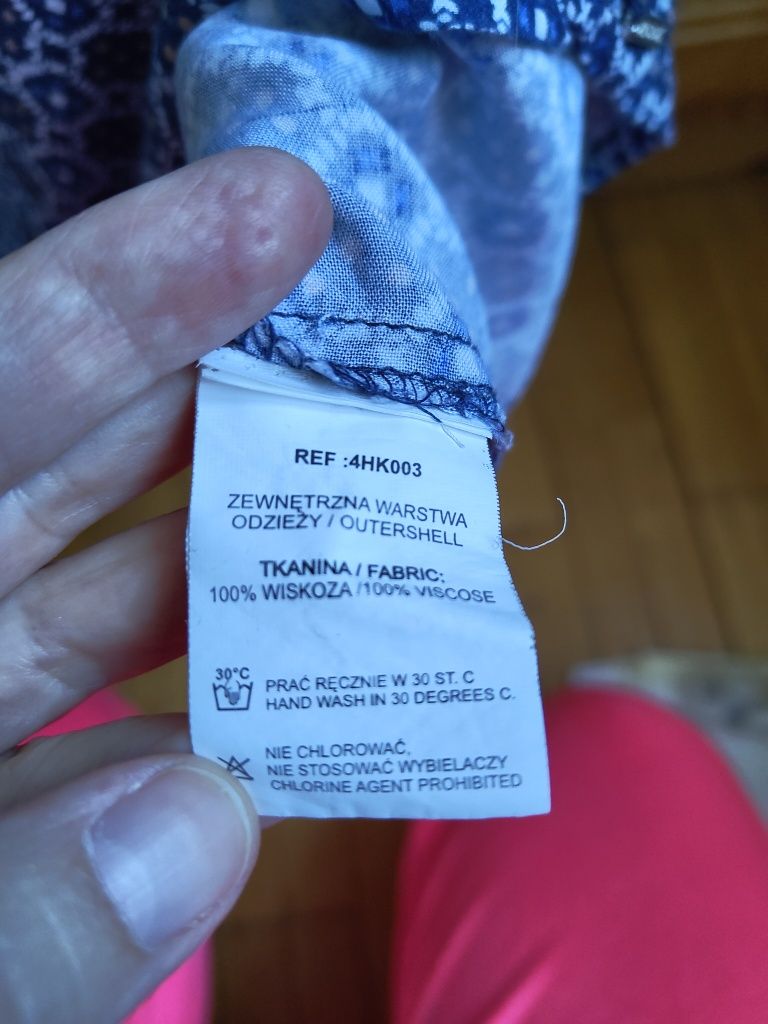 REF :4HK003
ZEWNĘTRZNA WARSTWA
ODZIEŻY / OUTERSHELL
TKANINA / FABRIC:
100% WISKOZA /100% VISCOSE
30°C
PRAĆ RĘCZNIE W 30 ST. C
HAND WASH IN 30 DEGREES C.
NIE CHLOROWAĆ,
NIE STOSOWAĆ WYBIELACZY
CHLORINE AGENT PROHIBITED